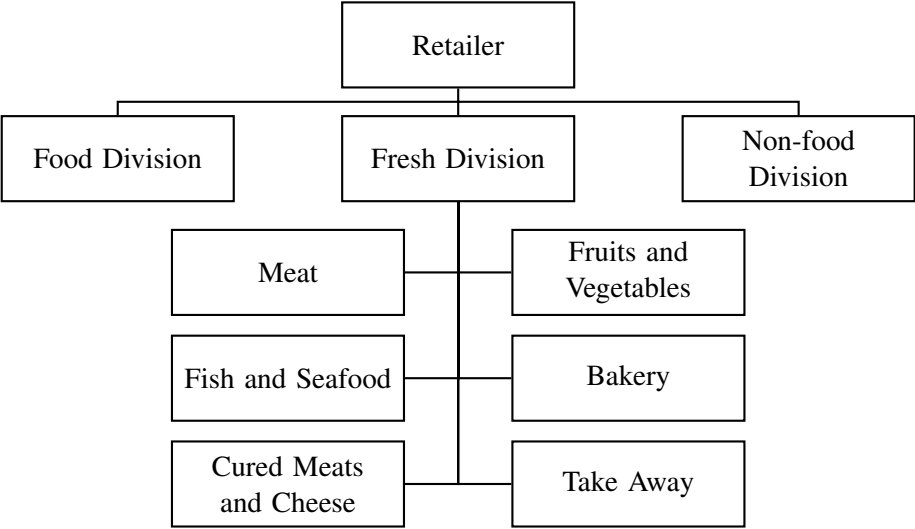 Retailer
Food Division
Fresh Division
Non-food
Division
Meat
Fruits and
Vegetables
Fish and Seafood
Bakery
Cured Meats
and Cheese
Take Away